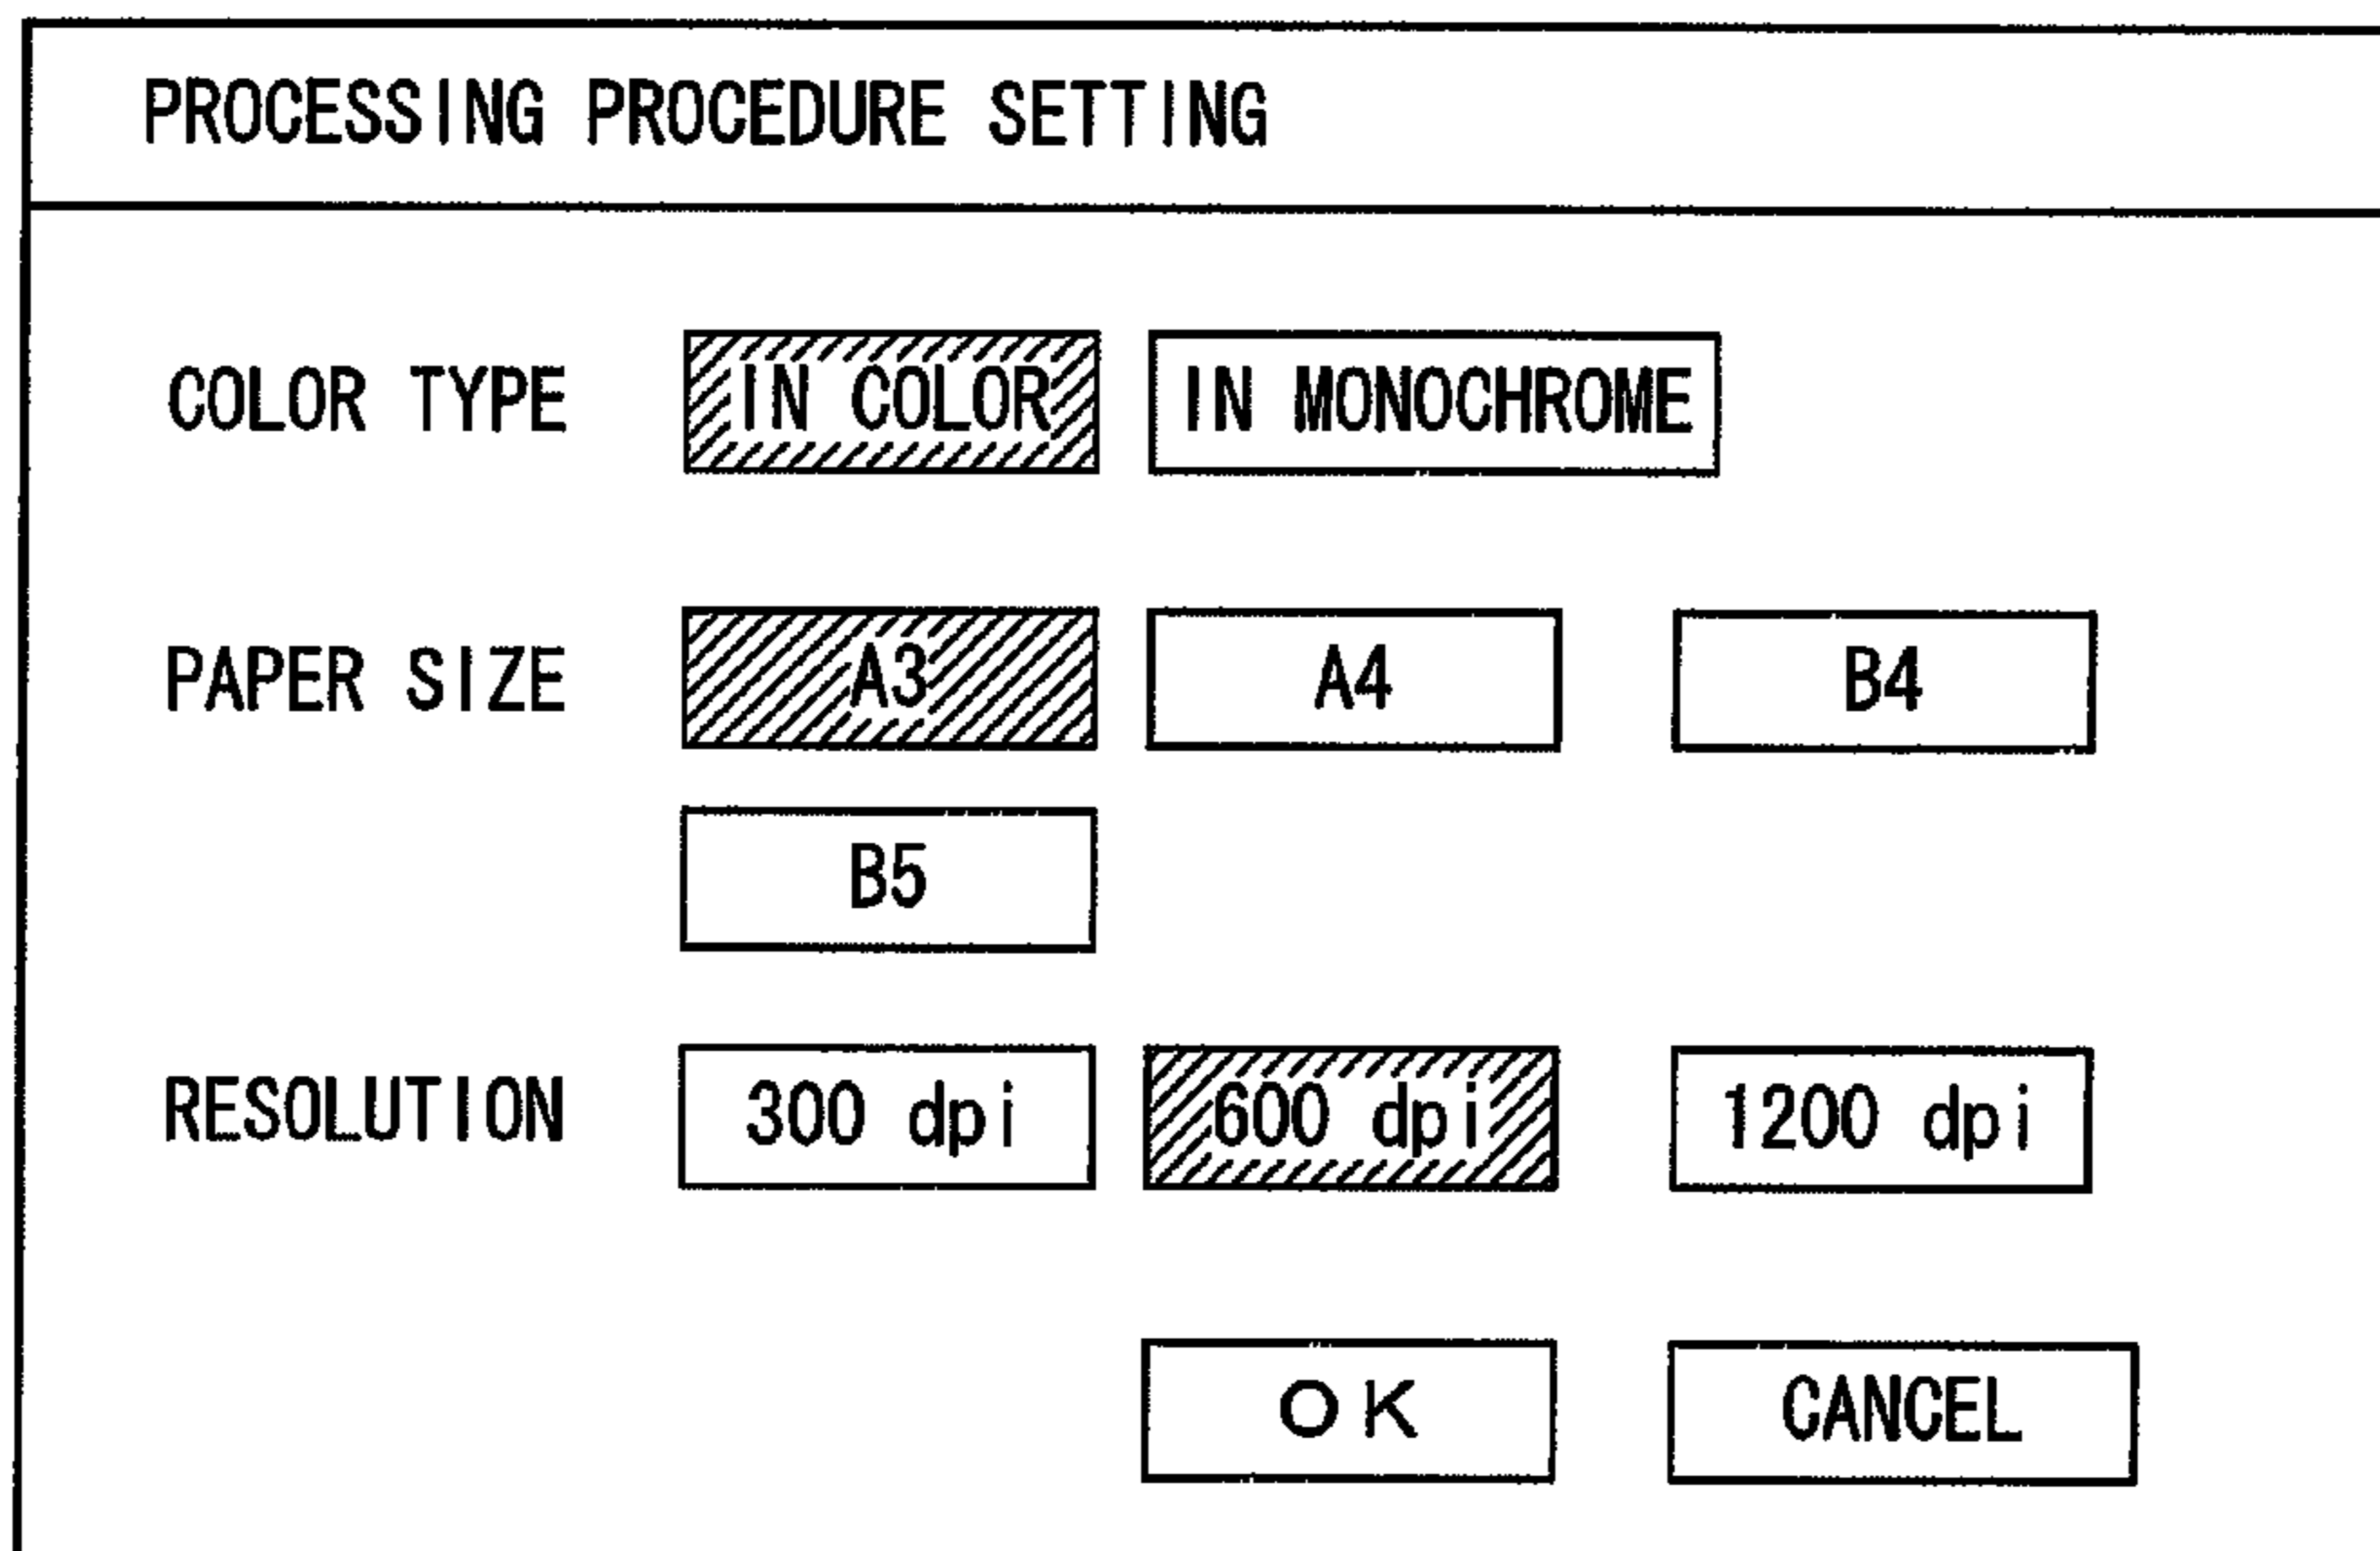 PROCESSING PROCEDURE SETTING
COLOR TYPE IN COLOR IN MONOCHROME
PAPER SIZE A3 A4 B4
B5
RESOLUTION 300 dpi 600 dpi 1200 dpi
OK CANCEL